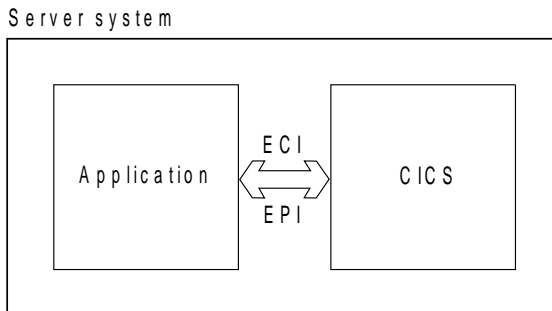 Server system
ECI
Application
CICS
EPI